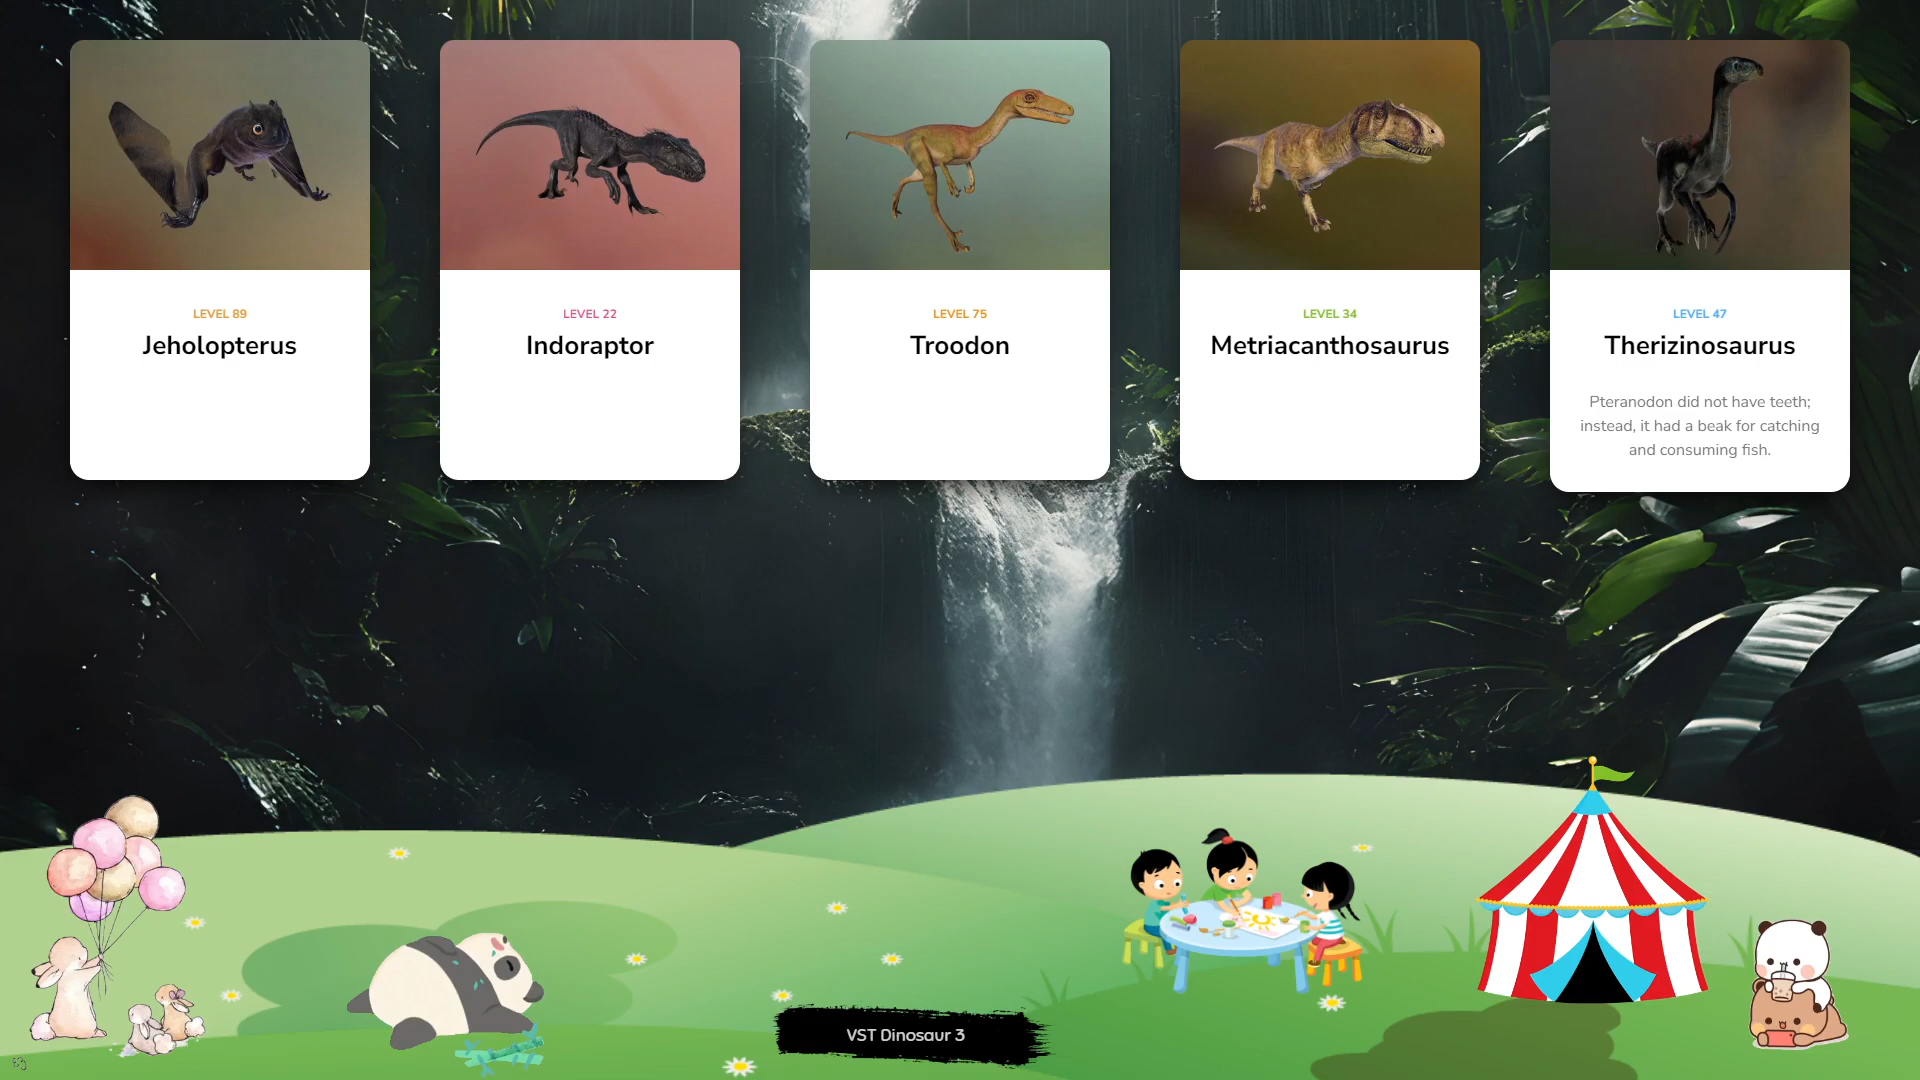 LEVEL 89
Jeholopterus
LEVEL 22
Indoraptor
LEVEL 75
Troodon
LEVEL 34
Metriacanthosaurus
LEVEL 47
Therizinosaurus
Pteranodon did not have teeth;
instead, it had a beak for catching
and consuming fish.
VST Dinosaur 3